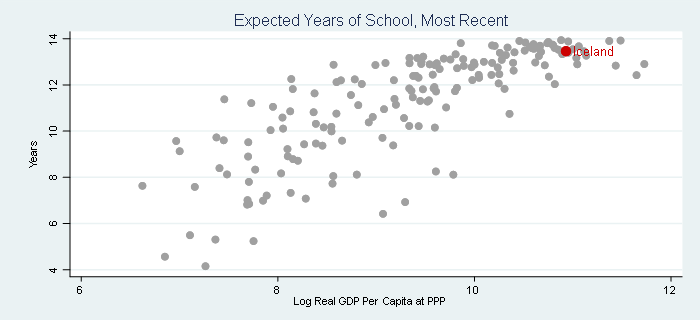 Expected Years of School, Most Recent
14
12
10
8
6
4
Years
Iceland
6
8
10
12
Log Real GDP Per Capita at PPP